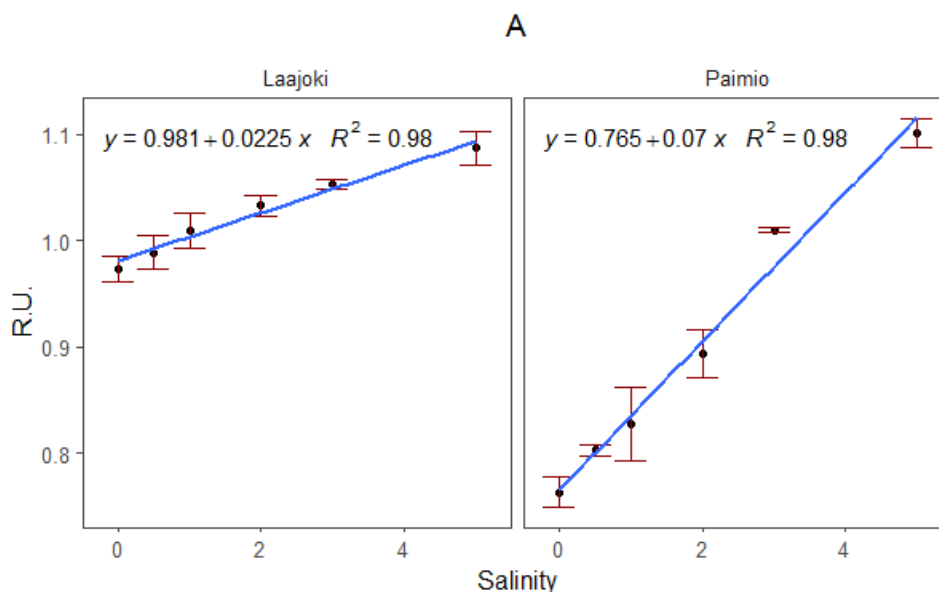 A
Laajoki
Paimio
y = 0.981 + 0.0225 x R² = 0.98
y = 0.765 + 0.07 x R² = 0.98
1.1
1.0
0.9
0.8
R.U.
0 2 4
0 2 4
Salinity